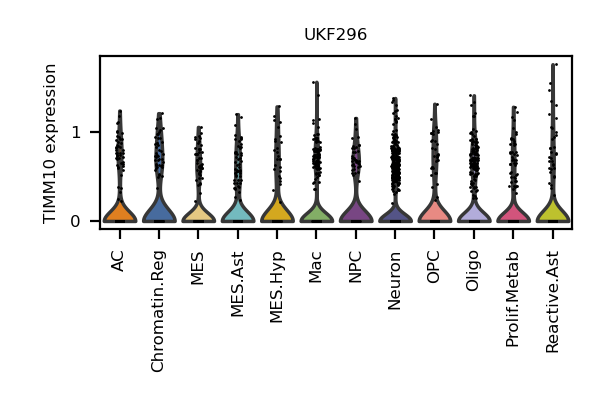 UKF296
TIMM10 expression
1
0
AC
Chromatin.Reg
MES
MES.Ast
MES.Hyp
Mac
NPC
Neuron
OPC
Oligo
Prolif.Metab
Reactive.Ast